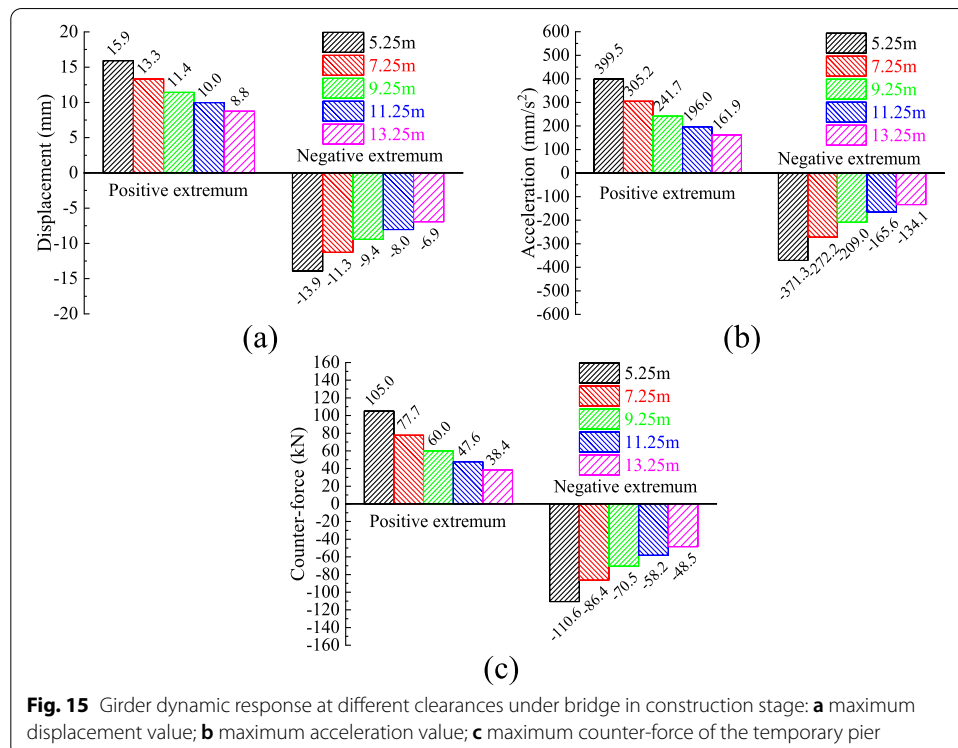 20
15
10
5
0
-5
-10
-15
-20
Displacement (mm)
15.9
13.3
11.4
10.0
8.8
5.25m
7.25m
9.25m
11.25m
13.25m
Negative extremum
Positive extremum
-13.9
-11.3
-9.4
-8.0
-6.9
(a)
600
500
400
300
200
100
0
-100
-200
-300
-400
-500
-600
Acceleration (mm/s²)
399.5
305.2
241.7
196.0
161.9
5.25m
7.25m
9.25m
11.25m
13.25m
Negative extremum
Positive extremum
-371.3
-272.2
-209.0
-165.6
-134.1
(b)
160
140
120
100
80
60
40
20
0
-20
-40
-60
-80
-100
-120
-140
-160
Counter-force (kN)
105.0
77.7
60.0
47.6
38.4
5.25m
7.25m
9.25m
11.25m
13.25m
Negative extremum
Positive extremum
-110.6
-86.4
-70.5
-58.2
-48.5
(c)
Fig. 15 Girder dynamic response at different clearances under bridge in construction stage: a maximum
displacement value; b maximum acceleration value; c maximum counter-force of the temporary pier